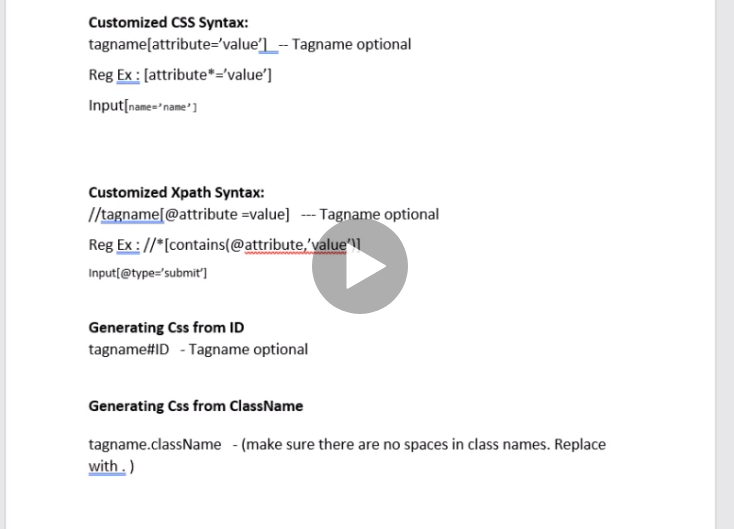 Customized CSS Syntax:
tagname[attribute=’value’] -- Tagname optional
Reg Ex : [attribute*=’value’]
Input[name=’name’]
Customized Xpath Syntax:
//tagname[@attribute =value] --- Tagname optional
Reg Ex : //*[contains(@attribute,’value’)]
Input[@type=’submit’]
Generating Css from ID
tagname#ID - Tagname optional
Generating Css from ClassName
tagname.className - (make sure there are no spaces in class names. Replace
with . )